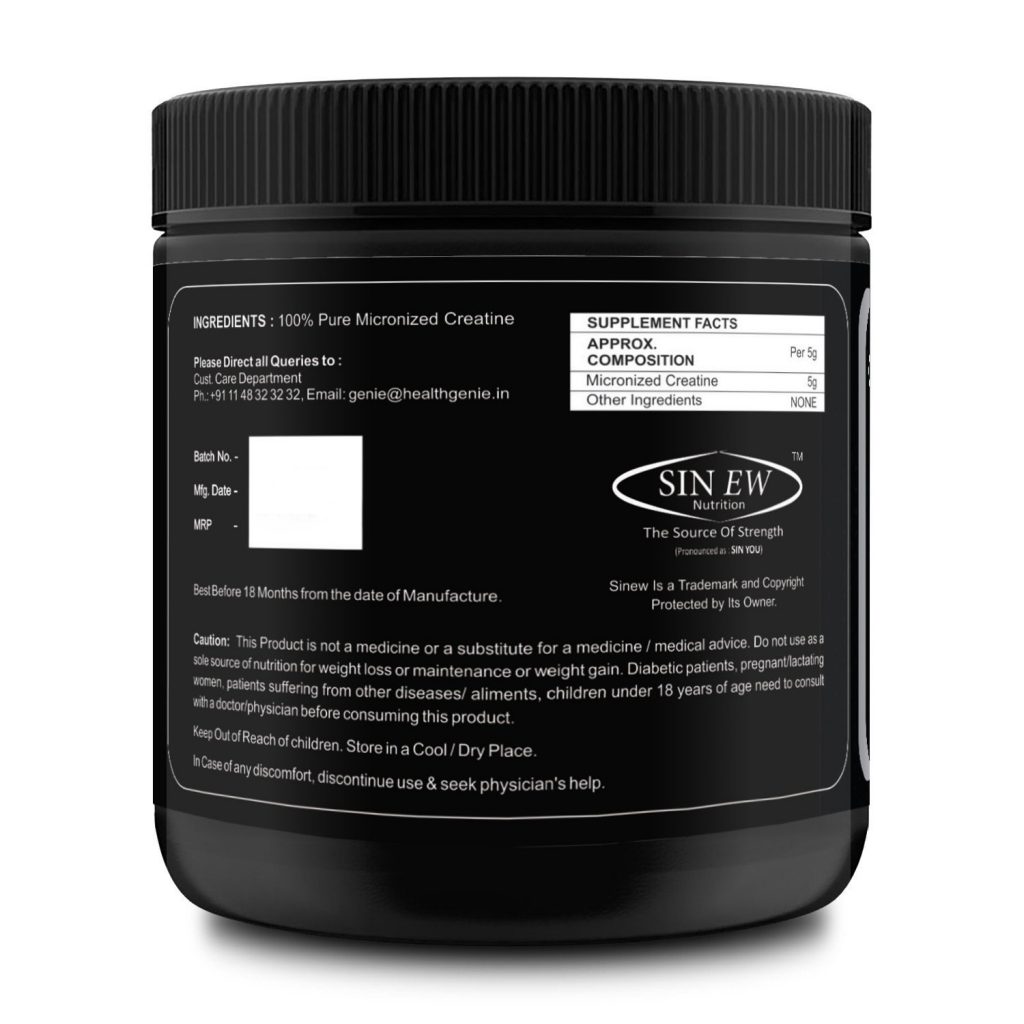 INGREDIENTS : 100% Pure Micronized Creatine
Please Direct all Queries to :
Cust. Care Department
Ph.: +91 11 48 32 32 32, Email: genie@healthgenie.in
Batch No. -
Mfg. Date -
MRP -
Best Before 18 Months from the date of Manufacture.
SUPPLEMENT FACTS
APPROX.
COMPOSITION Per 5g
Micronized Creatine 5g
Other Ingredients NONE
SIN EW TM
Nutrition
The Source Of Strength
(Pronounced as : SIN YOU)
Sinew Is a Trademark and Copyright
Protected by Its Owner.
Caution: This Product is not a medicine or a substitute for a medicine / medical advice. Do not use as a
sole source of nutrition for weight loss or maintenance or weight gain. Diabetic patients, pregnant/lactating
women, patients suffering from other diseases/ aliments, children under 18 years of age need to consult
with a doctor/physician before consuming this product.
Keep Out of Reach of children. Store in a Cool / Dry Place.
In Case of any discomfort, discontinue use & seek physician's help.